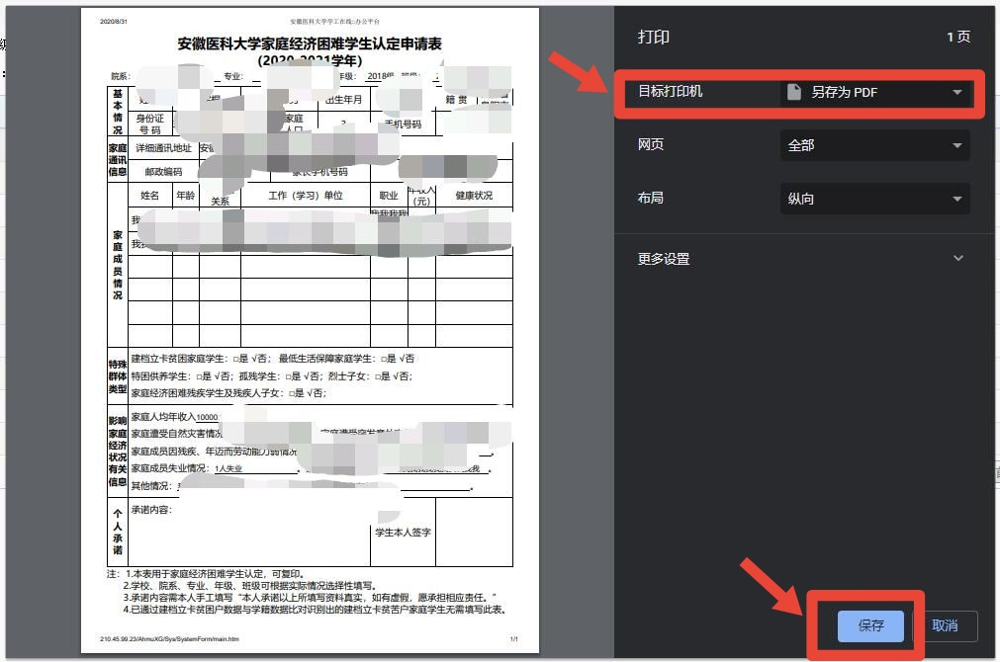 2020/8/31
安徽医科大学学工在线::办公平台
安徽医科大学家庭经济困难学生认定申请表
(2020-2021学年)
院系：
专业：
年级： 2018级
基本情况
出生年月
籍 贯
身份证号 码
家庭人口
手机号码
家庭通讯信息
详细通讯地址
邮政编码
家长手机号码
家庭成员情况
姓名
年龄
关系
工作（学习）单位
职业
年收入（元）
健康状况
我我我
特殊群体类型
建档立卡贫困家庭学生：□是 √否； 最低生活保障家庭学生：□是 √否
特困供养学生：□是 √否；孤残学生：□是 √否；烈士子女：□是 √否；
家庭经济困难残疾学生及残疾人子女：□是 √否；
影响家庭经济状况有关信息
家庭人均年收入10000
家庭遭受自然灾害情况
家庭成员因残疾、年迈而劳动能力弱情况
家庭成员失业情况：1人失业
其他情况：
个人承诺
承诺内容：
学生本人签字
注：1.本表用于家庭经济困难学生认定，可复印。
2.学校、院系、专业、年级、班级可根据实际情况选择性填写。
3.承诺内容需本人手工填写“本人承诺以上所填写资料真实，如有虚假，愿承担相应责任。”
4.已通过建档立卡贫困户数据与学籍数据比对识别出的建档立卡贫苦户家庭学生无需填写此表。
210.45.99.23/AhmuXG/Sys/SystemForm/main.htm
1/1
打印
1 页
目标打印机
另存为 PDF
网页
全部
布局
纵向
更多设置
保存
取消